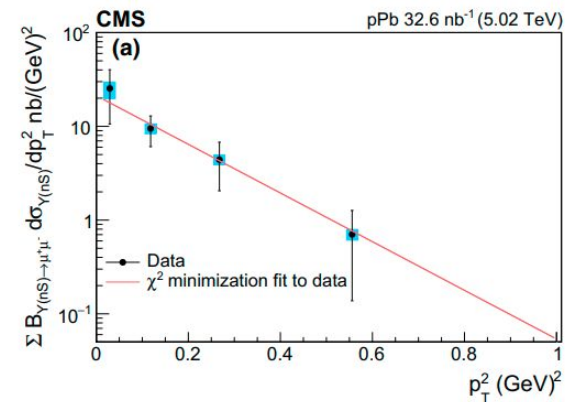 CMS pPb 32.6 nb⁻¹ (5.02 TeV)
(a)
Σ B_Υ(nS)→μ⁺μ⁻ dσ_Υ(nS)/dp_T² nb/(GeV)²
10²
10
1
10⁻¹
Data
χ² minimization fit to data
0 0.2 0.4 0.6 0.8 1
p_T² (GeV)²